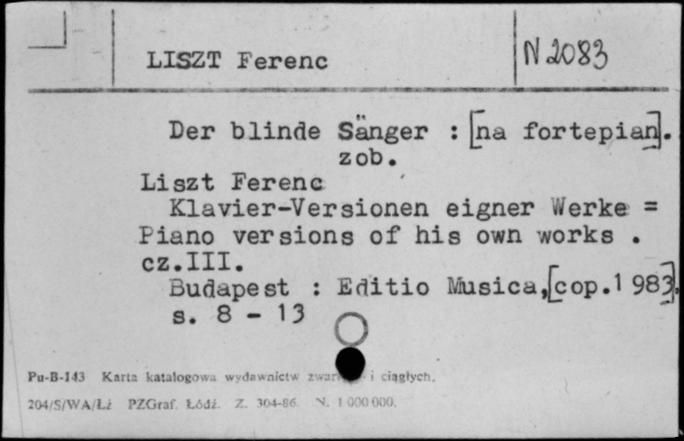 LISZT Ferenc
N 2083
Der blinde Sänger : [na fortepian].
zob.
Liszt Ferenc
Klavier-Versionen eigner Werke =
Piano versions of his own works .
cz.III.
Budapest : Editio Musica,[cop.1983],
s. 8 - 13
Pu-B-143 Karta katalogowa wydawnictw i ciągłych.
204/S/WA/Łż PZGraf. Łódź. Z. 304-86 N. 1 000 000.